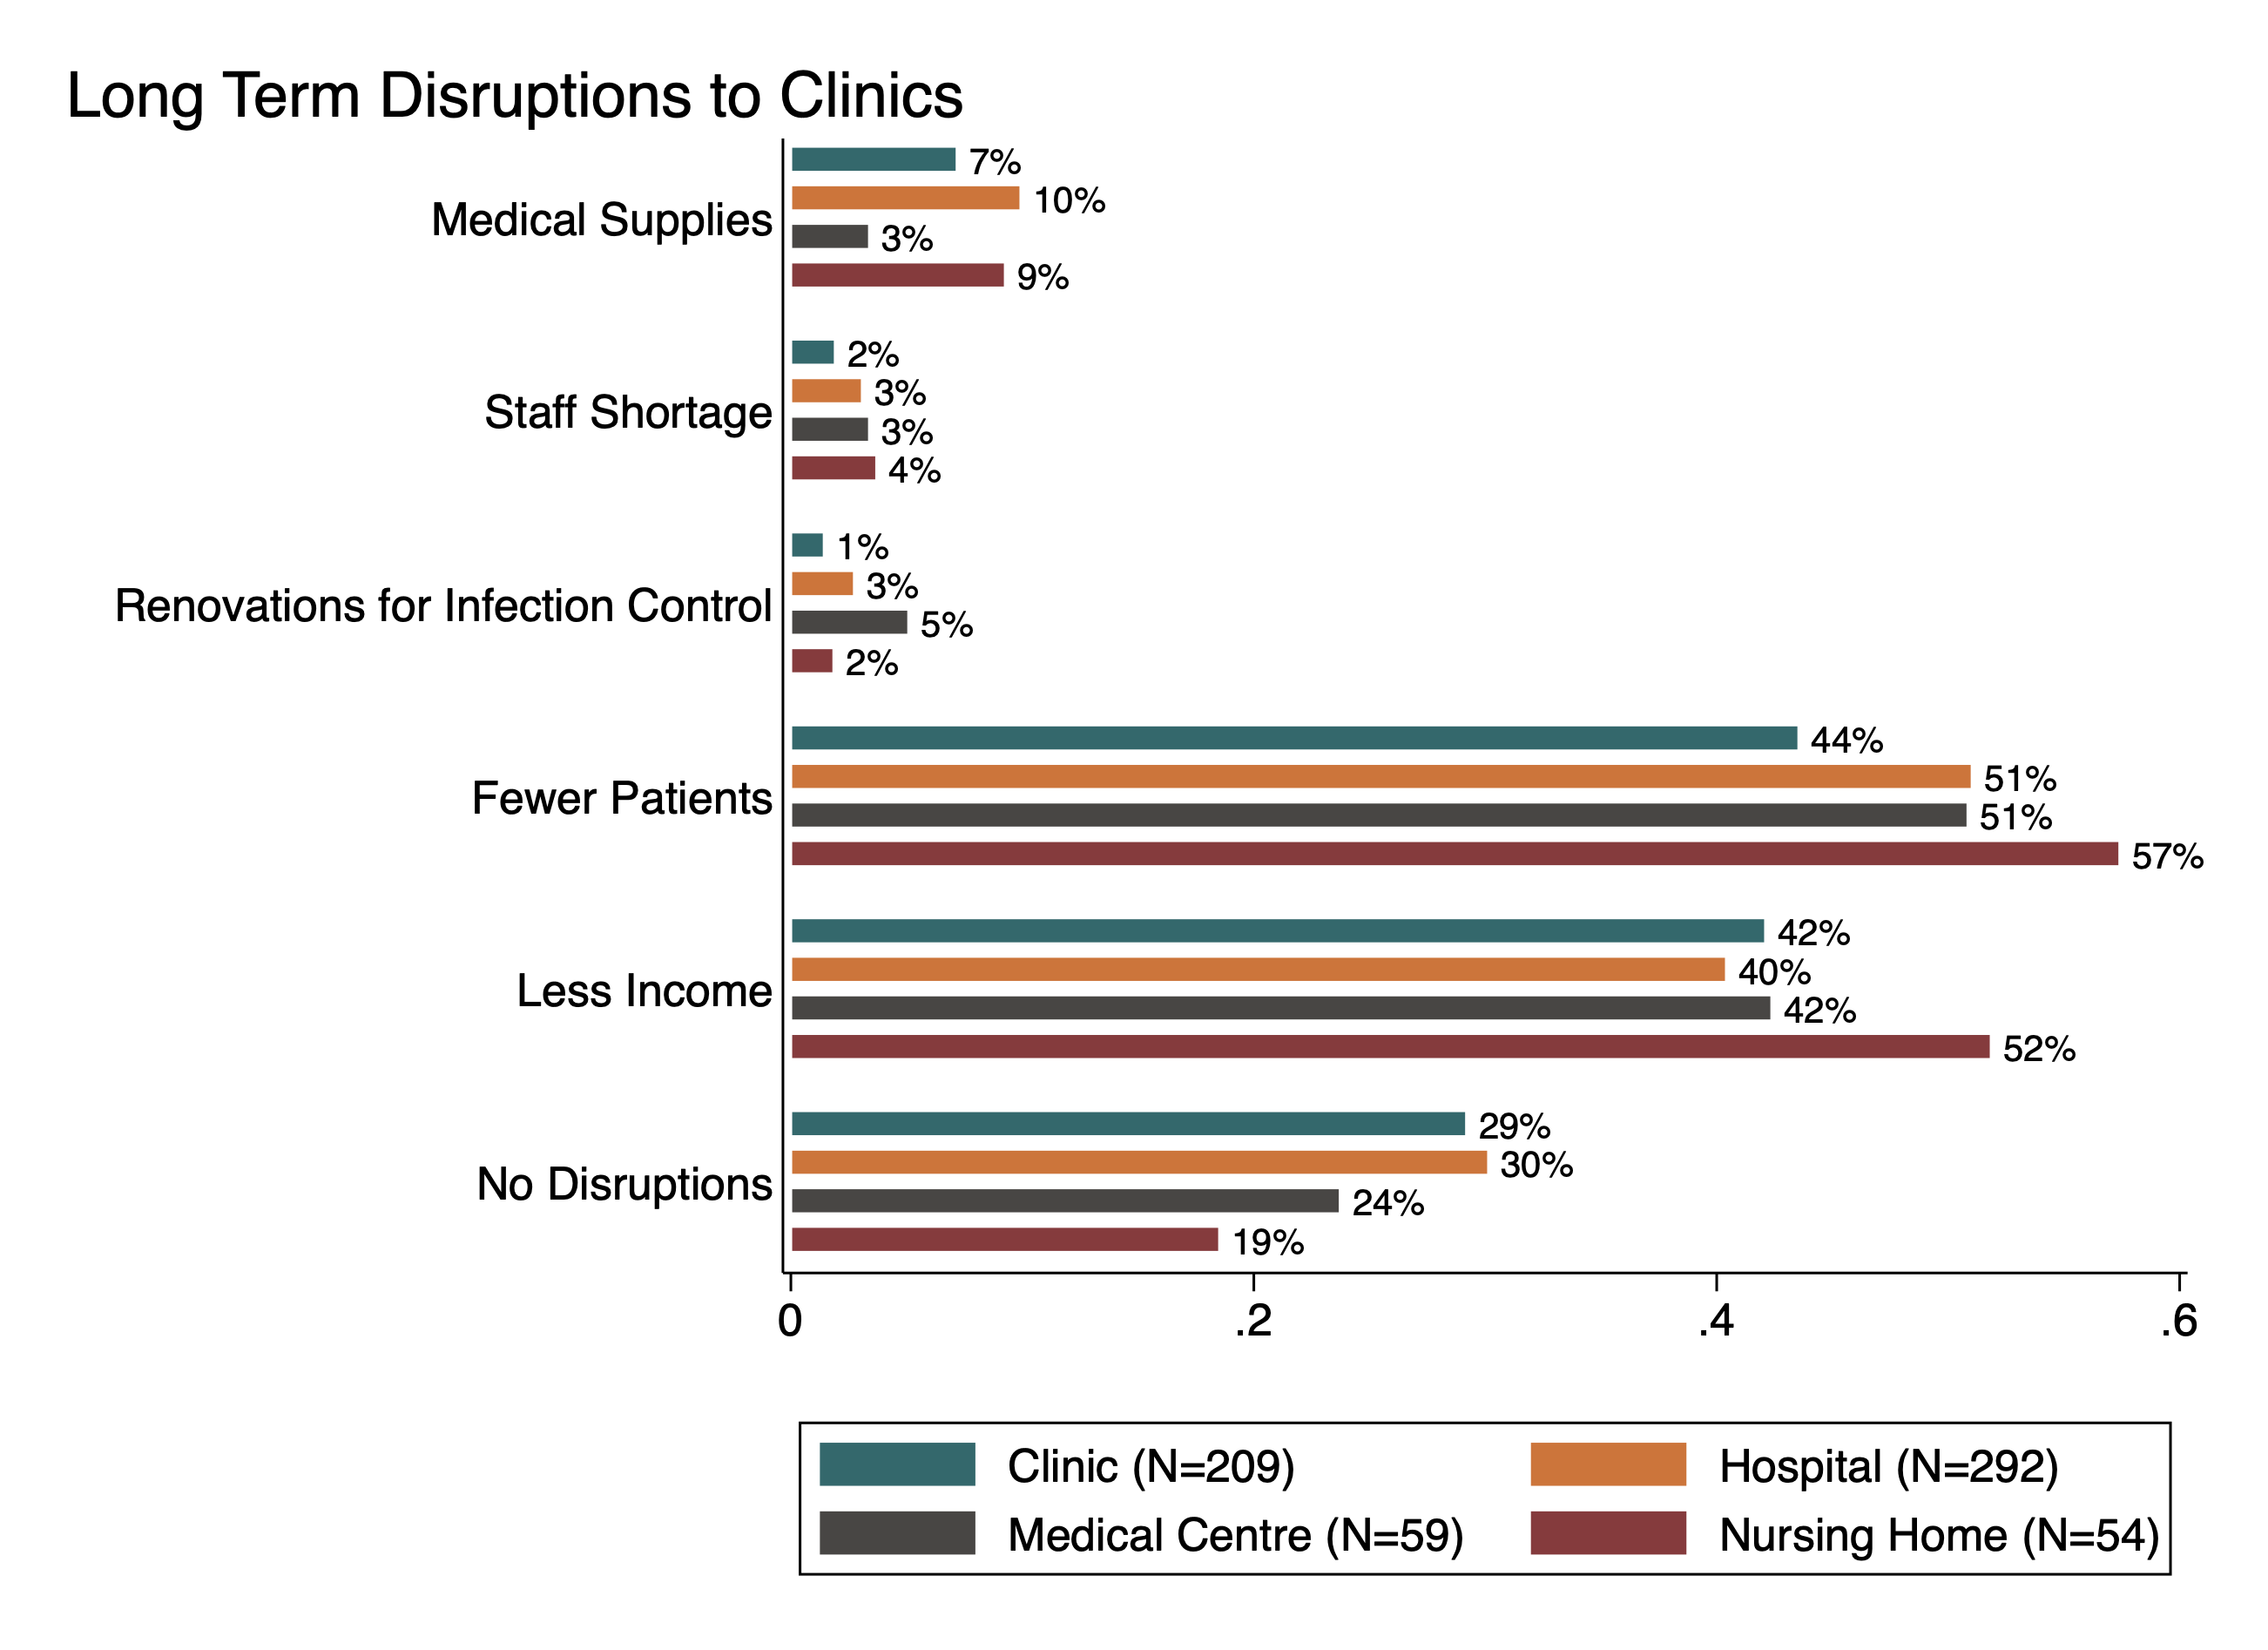 Long Term Disruptions to Clinics
Medical Supplies
7%
10%
3%
9%
Staff Shortage
2%
3%
3%
4%
Renovations for Infection Control
1%
3%
5%
2%
Fewer Patients
44%
51%
51%
57%
Less Income
42%
40%
42%
52%
No Disruptions
29%
30%
24%
19%
0 .2 .4 .6
Clinic (N=209) Hospital (N=292)
Medical Centre (N=59) Nursing Home (N=54)